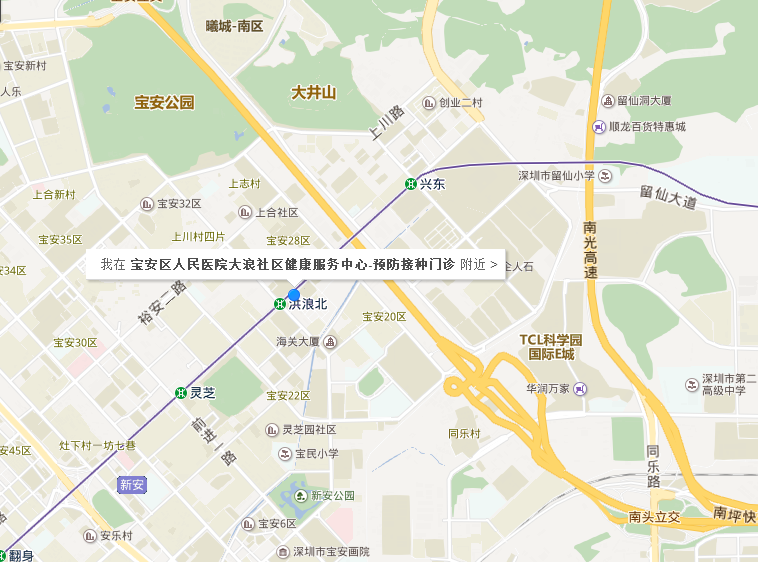 曦城-南区
宝安新村
人乐
宝安公园
大井山
上川路
创业二村
留仙洞大厦
顺龙百货特惠城
兴东
深圳市留仙小学
留仙大道
上合新村
上志村
宝安32区
上合社区
宝安35区
上川村四片
宝安28区
南光高速
我在 宝安区人民医院大浪社区健康服务中心-预防接种门诊 附近 >
企人石
34区
裕安二路
洪浪北
宝安20区
海关大厦
宝安30区
TCL科学园
国际E城
灵芝
宝安22区
华润万家
深圳市第二
高级中学
前进一路
灵芝园社区
同乐村
灶下村一坊七巷
宝安45区
宝民小学
同乐路
新安
新安公园
南头立交
南坪快
宝安6区
安乐村
路
翻身
深圳市宝安画院